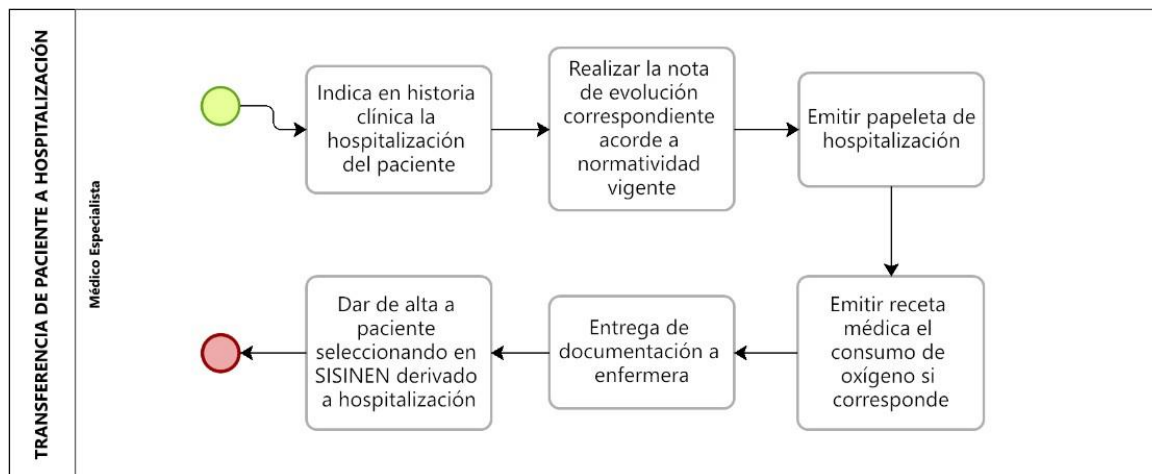 TRANSFERENCIA DE PACIENTE A HOSPITALIZACIÓN
Médico Especialista
Indica en historia
clínica la
hospitalización
del paciente
Realizar la nota
de evolución
correspondiente
acorde a
normatividad
vigente
Emitir papeleta de
hospitalización
Emitir receta
médica el
consumo de
oxígeno si
corresponde
Entrega de
documentación a
enfermera
Dar de alta a
paciente
seleccionando en
SISINEN derivado
a hospitalización